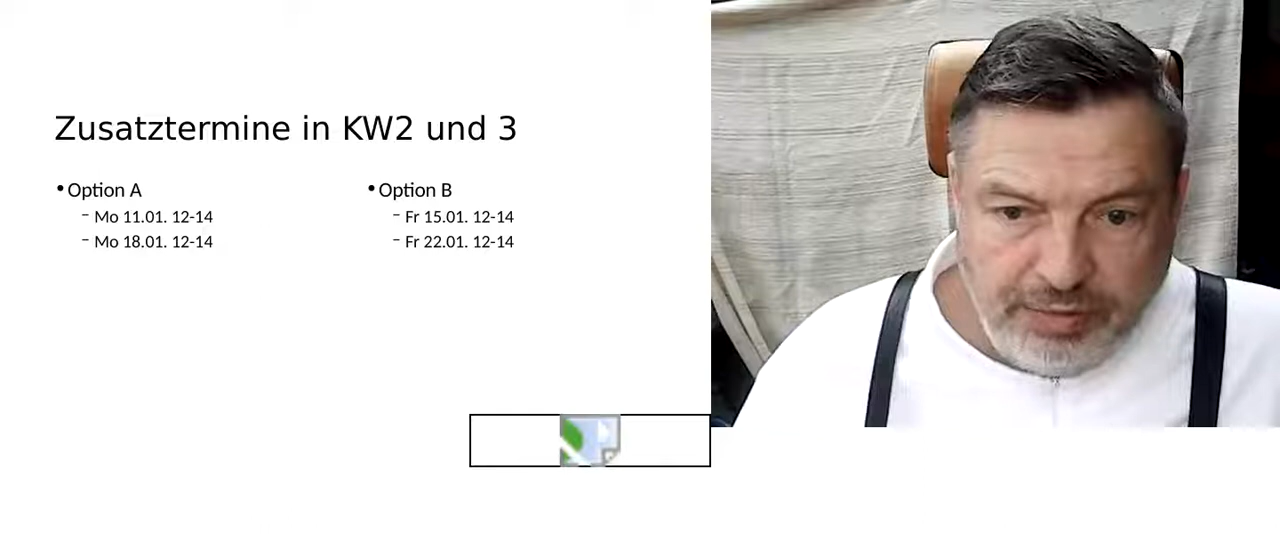 Zusatztermine in KW2 und 3
• Option A
– Mo 11.01. 12-14
– Mo 18.01. 12-14
• Option B
– Fr 15.01. 12-14
– Fr 22.01. 12-14